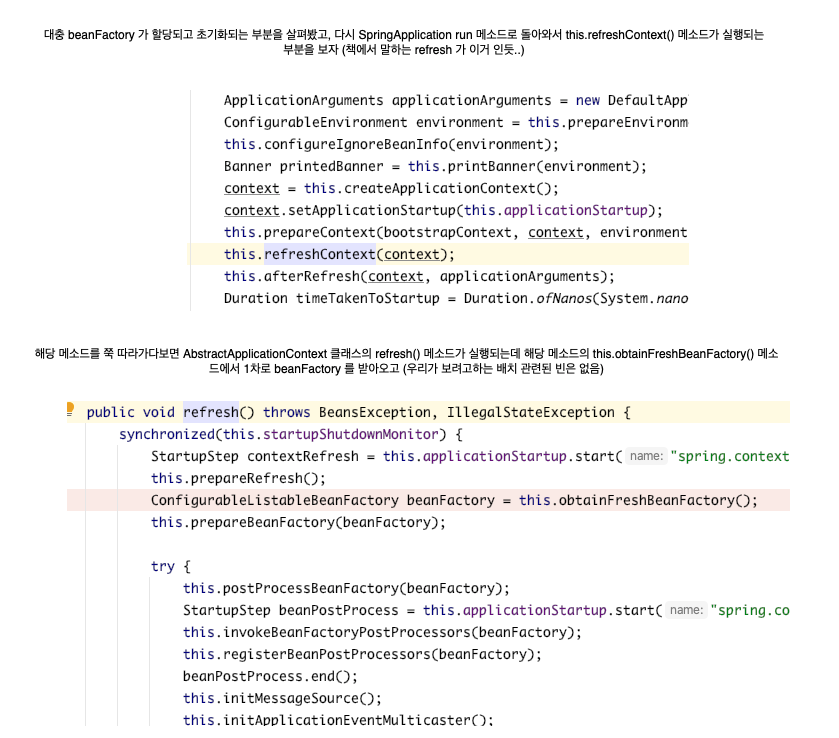 대충 beanFactory 가 할당되고 초기화되는 부분을 살펴봤고, 다시 SpringApplication run 메소드로 돌아와서 this.refreshContext() 메소드가 실행되는
부분을 보자 (책에서 말하는 refresh 가 이거 인듯..)
ApplicationArguments applicationArguments = new DefaultApp
ConfigurableEnvironment environment = this.prepareEnvironm
this.configureIgnoreBeanInfo(environment);
Banner printedBanner = this.printBanner(environment);
context = this.createApplicationContext();
context.setApplicationStartup(this.applicationStartup);
this.prepareContext(bootstrapContext, context, environment
this.refreshContext(context);
this.afterRefresh(context, applicationArguments);
Duration timeTakenToStartup = Duration.ofNanos(System.nano
해당 메소드를 쭉 따라가다보면 AbstractApplicationContext 클래스의 refresh() 메소드가 실행되는데 해당 메소드의 this.obtainFreshBeanFactory() 메소
드에서 1차로 beanFactory 를 받아오고 (우리가 보려고하는 배치 관련된 빈은 없음)
public void refresh() throws BeansException, IllegalStateException {
synchronized(this.startupShutdownMonitor) {
StartupStep contextRefresh = this.applicationStartup.start( name: "spring.context
this.prepareRefresh();
ConfigurableListableBeanFactory beanFactory = this.obtainFreshBeanFactory();
this.prepareBeanFactory(beanFactory);
try {
this.postProcessBeanFactory(beanFactory);
StartupStep beanPostProcess = this.applicationStartup.start( name: "spring.co
this.invokeBeanFactoryPostProcessors(beanFactory);
this.registerBeanPostProcessors(beanFactory);
beanPostProcess.end();
this.initMessageSource();
this.initApplicationEventMulticaster();